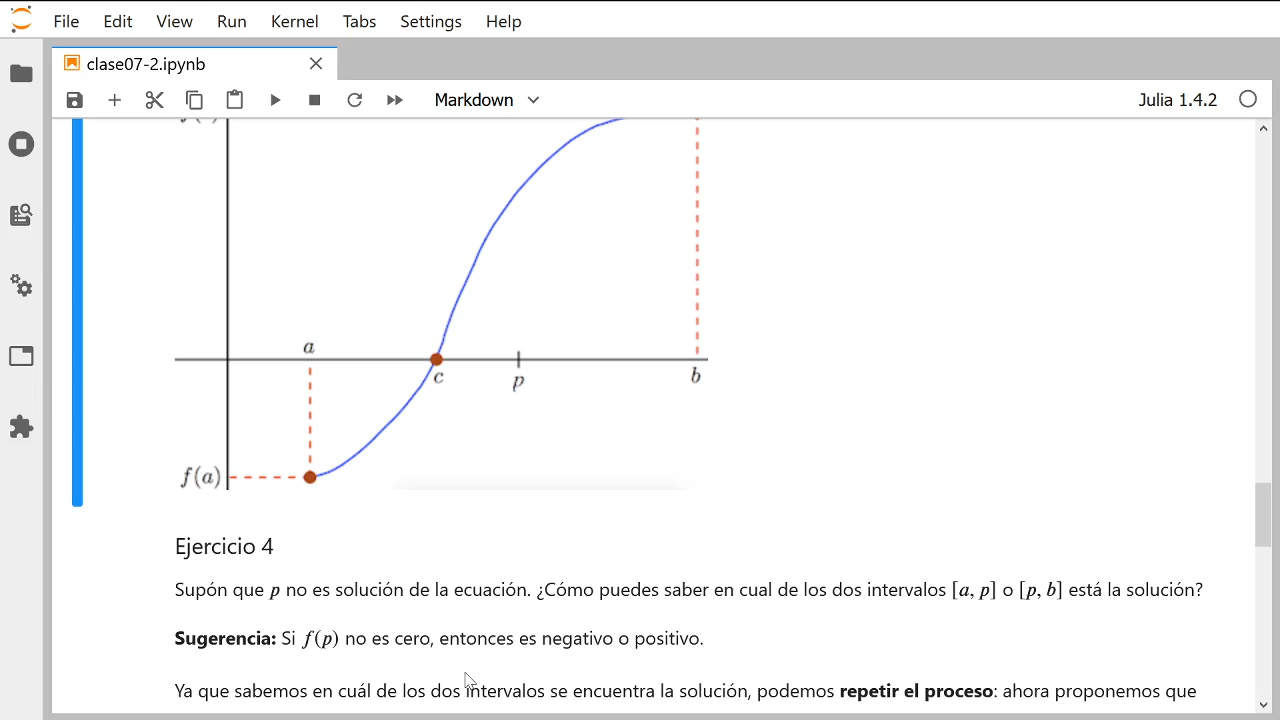 File Edit View Run Kernel Tabs Settings Help
clase07-2.ipynb
Markdown
Julia 1.4.2
a
c
p
b
f(a)
Ejercicio 4
Supón que p no es solución de la ecuación. ¿Cómo puedes saber en cual de los dos intervalos [a, p] o [p, b] está la solución?
Sugerencia: Si f(p) no es cero, entonces es negativo o positivo.
Ya que sabemos en cuál de los dos intervalos se encuentra la solución, podemos repetir el proceso: ahora proponemos que